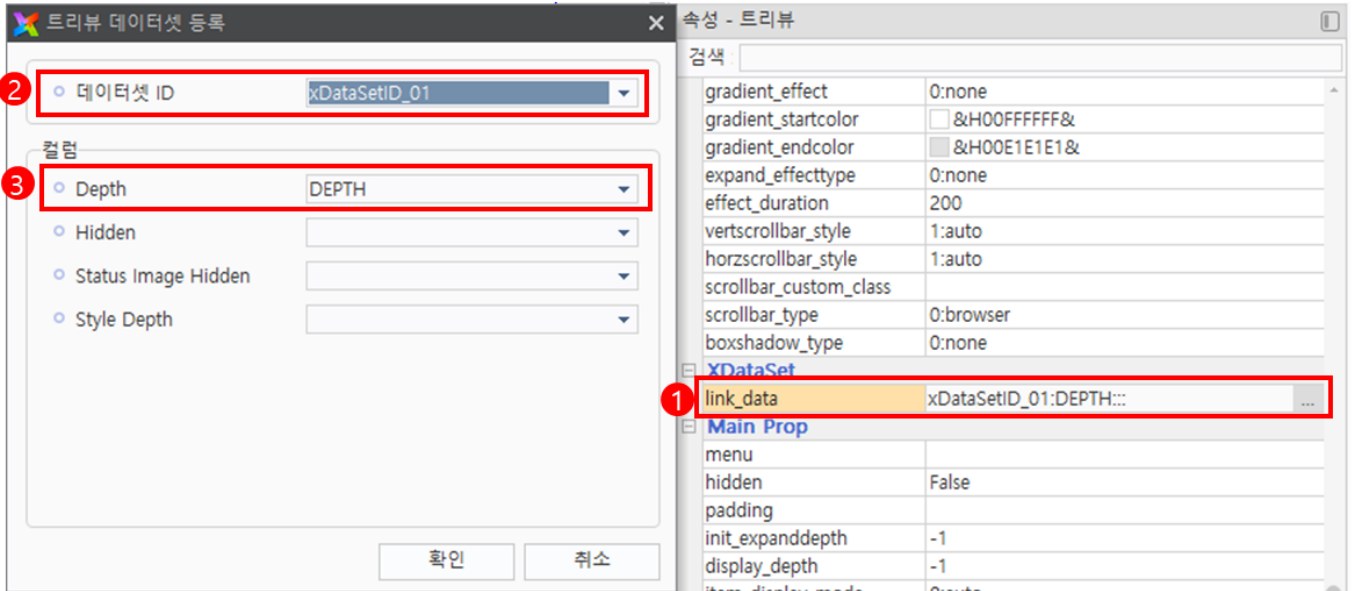 트리뷰 데이터셋 등록
2
데이터셋 ID xDataSetID_01
컬럼
3
Depth DEPTH
Hidden
Status Image Hidden
Style Depth
확인 취소
속성 - 트리뷰
검색
gradient_effect 0:none
gradient_startcolor &H00FFFFFF&
gradient_endcolor &H00E1E1E1&
expand_effecttype 0:none
effect_duration 200
vertscrollbar_style 1:auto
horzscrollbar_style 1:auto
scrollbar_custom_class
scrollbar_type 0:browser
boxshadow_type 0:none
XDataSet
1
link_data xDataSetID_01:DEPTH::: ...
Main Prop
menu
hidden False
padding
init_expanddepth -1
display_depth -1
item_display_mode 0:auto